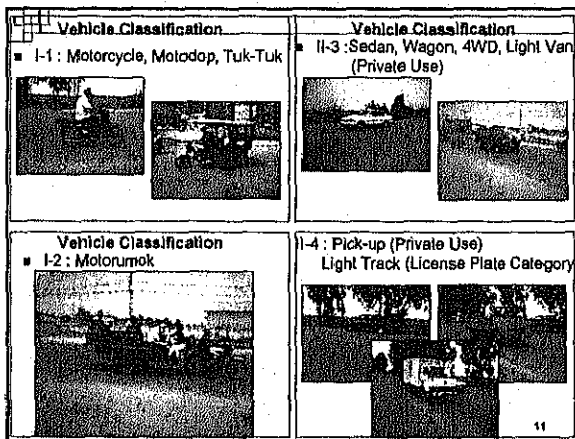 Vehicle Classification
■ I-1 : Motorcycle, Motodop, Tuk-Tuk
Vehicle Classification
■ II-3 :Sedan, Wagon, 4WD, Light Van
(Private Use)
Vehicle Classification
■ I-2 : Motorumok
II-4 : Pick-up (Private Use)
Light Track (License Plate Category
11